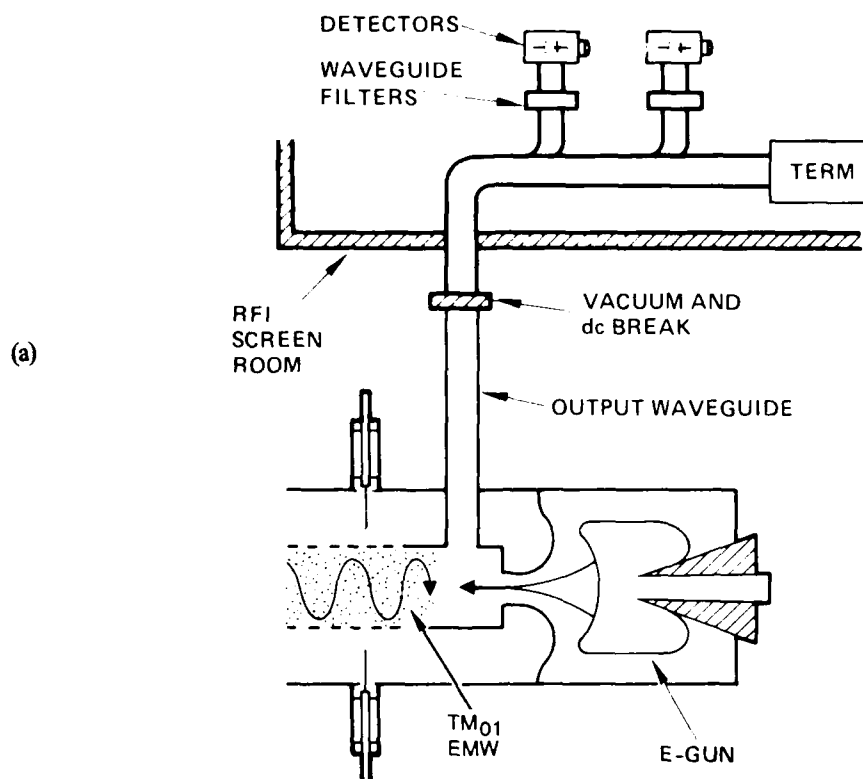 DETECTORS
WAVEGUIDE
FILTERS
TERM
RFI
SCREEN
ROOM
VACUUM AND
dc BREAK
(a)
OUTPUT WAVEGUIDE
TM01
EMW
E-GUN